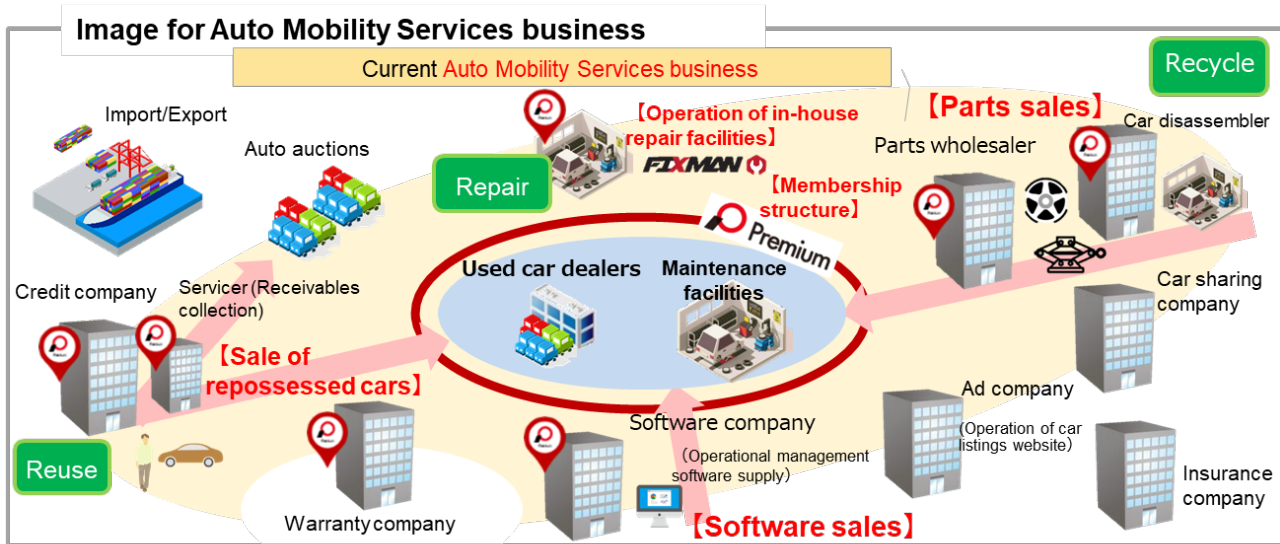 Image for Auto Mobility Services business
Current Auto Mobility Services business
Recycle
Import/Export
Auto auctions
Repair
【Operation of in-house
repair facilities】
FIXMAN
【Parts sales】
Parts wholesaler
Car disassembler
【Membership
structure】
Premium
Used car dealers
Maintenance
facilities
Credit company
Servicer (Receivables
collection)
【Sale of
repossessed cars】
Car sharing
company
Reuse
Warranty company
Software company
（Operational management
software supply）
【Software sales】
Ad company
(Operation of car
listings website）
Insurance
company